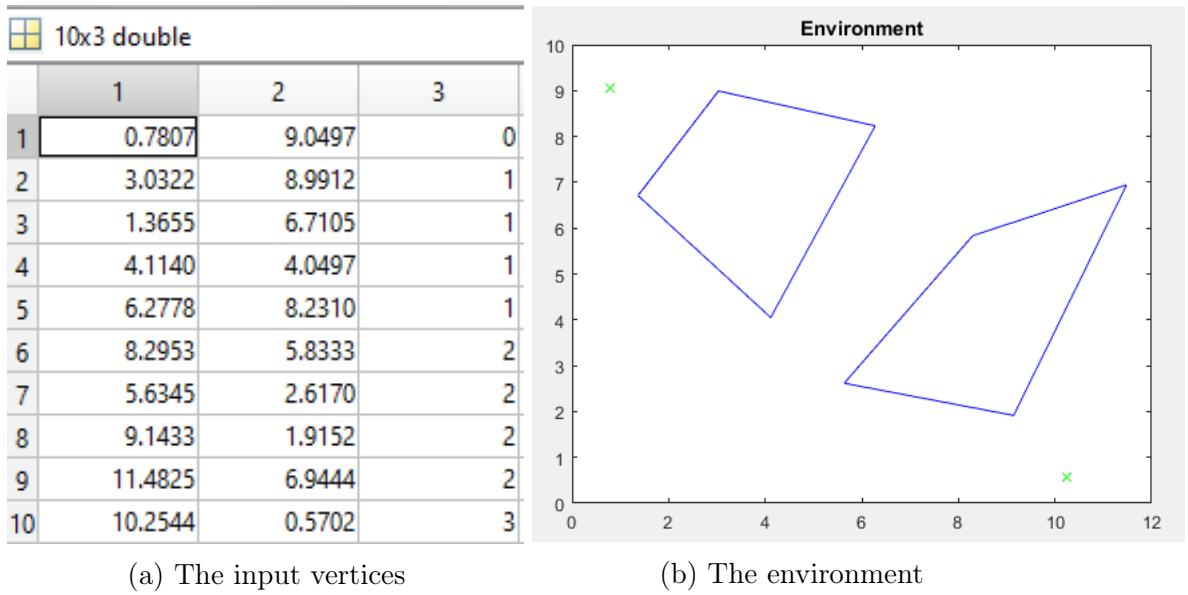 10x3 double
1 2 3
1 0.7807 9.0497 0
2 3.0322 8.9912 1
3 1.3655 6.7105 1
4 4.1140 4.0497 1
5 6.2778 8.2310 1
6 8.2953 5.8333 2
7 5.6345 2.6170 2
8 9.1433 1.9152 2
9 11.4825 6.9444 2
10 10.2544 0.5702 3
(a) The input vertices
Environment
10
9
8
7
6
5
4
3
2
1
0
0 2 4 6 8 10 12
(b) The environment